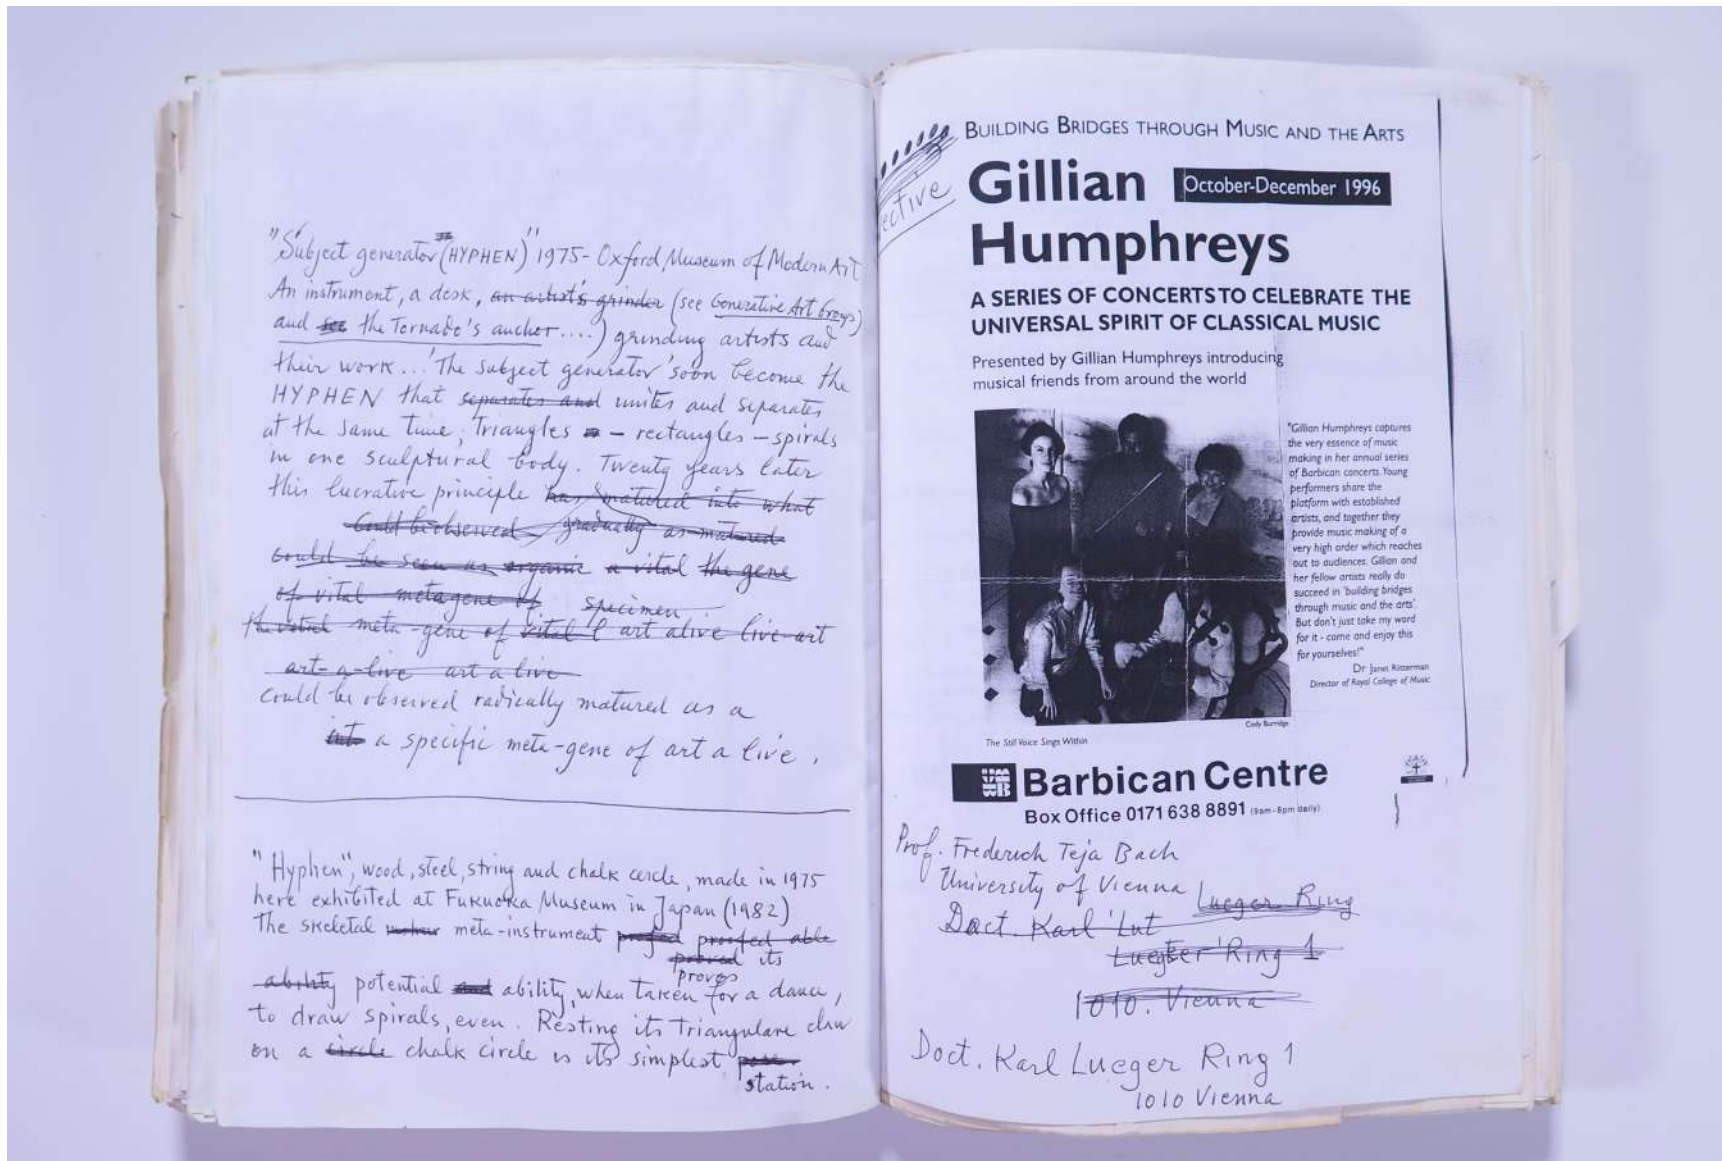 "Subject generator (HYPHEN)" 1975 - Oxford, Museum of Modern Art
An instrument, a desk, an artist's grinder (see Generative Art Groys)
and see the Tornado's anchor....) grinding artists and
their work... 'The subject generator' soon become the
HYPHEN that separates and unites and separates
at the same time; Triangles - rectangles - spirals
in one sculptural body. Twenty years later
this lucrative principle has matured into what
could be observed gradually as matured
could be seen as organic a vital the gene
of vital metagene of specimen
the vital meta-gene of vital art alive live-art
art-a-live art a live
could be observed radically matured as a
into a specific meta-gene of art a live.
"Hyphen", wood, steel, string and chalk circle, made in 1975
here exhibited at Fukuoka Museum in Japan (1982)
The skeletal meta-instrument proofed able
proved its
proves
ability potential and ability, when taken for a dance,
to draw spirals, even. Resting its triangulare claw
on a circle chalk circle is its simplest pose
station.
ective
BUILDING BRIDGES THROUGH MUSIC AND THE ARTS
Gillian October-December 1996
Humphreys
A SERIES OF CONCERTS TO CELEBRATE THE
UNIVERSAL SPIRIT OF CLASSICAL MUSIC
Presented by Gillian Humphreys introducing
musical friends from around the world
"Gillian Humphreys captures
the very essence of music
making in her annual series
of Barbican concerts. Young
performers share the
platform with established
artists, and together they
provide music making of a
very high order which reaches
out to audiences. Gillian and
her fellow artists really do
succeed in 'building bridges
through music and the arts'.
But don't just take my word
for it - come and enjoy this
for yourselves!"
Dr Janet Ritterman
Director of Royal College of Music
Cody Burridge
The Still Voice Sings Within
Barbican Centre
Box Office 0171 638 8891 (9am-8pm daily)
Prof. Frederich Teja Bach
University of Vienna Lueger Ring
Doct. Karl Lut
Luegter Ring 1
1010. Vienna
Doct. Karl Lueger Ring 1
1010 Vienna